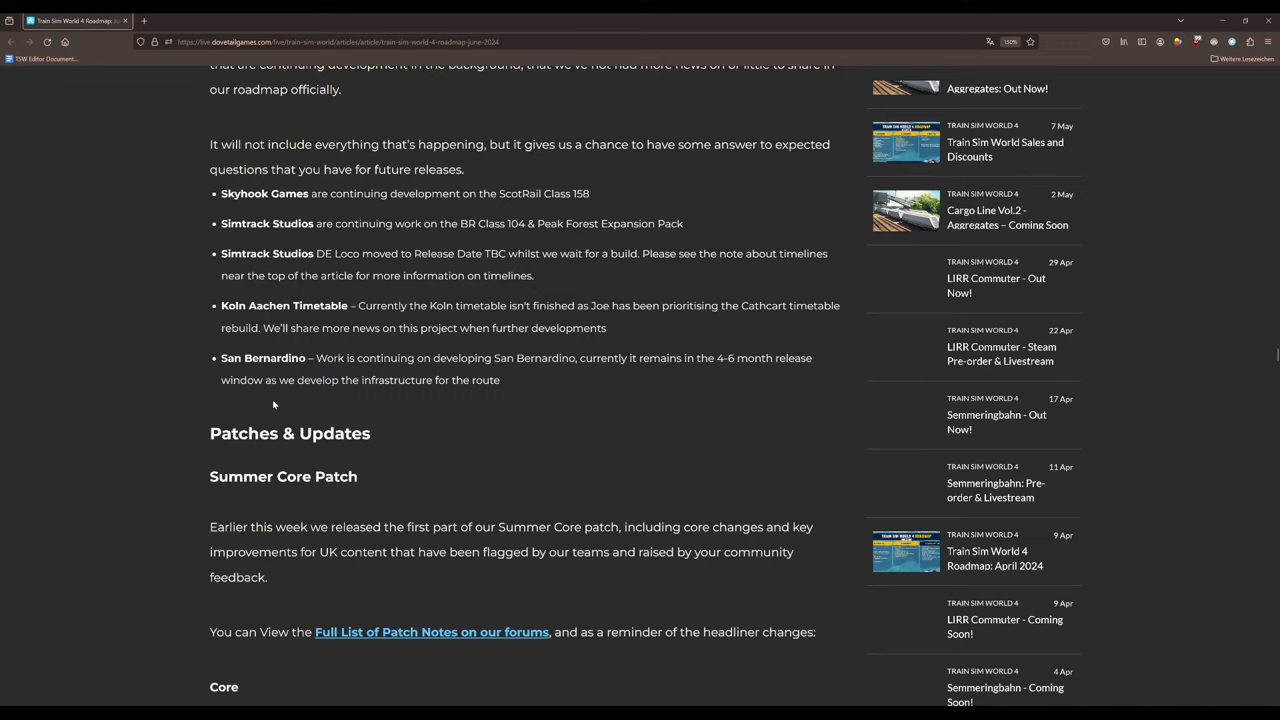 Train Sim World 4 Roadmap: Ju
https://live.dovetailgames.com/live/train-sim-world/articles/article/train-sim-world-4-roadmap-june-2024
150%
TSW Editor Document...
Weitere Lesezeichen
that are continuing development in the background, that we've not had more news on or little to share in
our roadmap officially.
It will not include everything that's happening, but it gives us a chance to have some answer to expected
questions that you have for future releases.
• Skyhook Games are continuing development on the ScotRail Class 158
• Simtrack Studios are continuing work on the BR Class 104 & Peak Forest Expansion Pack
• Simtrack Studios DE Loco moved to Release Date TBC whilst we wait for a build. Please see the note about timelines
near the top of the article for more information on timelines.
• Koln Aachen Timetable – Currently the Koln timetable isn't finished as Joe has been prioritising the Cathcart timetable
rebuild. We'll share more news on this project when further developments
• San Bernardino – Work is continuing on developing San Bernardino, currently it remains in the 4-6 month release
window as we develop the infrastructure for the route
Patches & Updates
Summer Core Patch
Earlier this week we released the first part of our Summer Core patch, including core changes and key
improvements for UK content that have been flagged by our teams and raised by your community
feedback.
You can View the Full List of Patch Notes on our forums, and as a reminder of the headliner changes:
Core
Aggregates: Out Now!
TRAIN SIM WORLD 4 7 May
Train Sim World Sales and
Discounts
TRAIN SIM WORLD 4 2 May
Cargo Line Vol.2 -
Aggregates – Coming Soon
TRAIN SIM WORLD 4 29 Apr
LIRR Commuter - Out
Now!
TRAIN SIM WORLD 4 22 Apr
LIRR Commuter - Steam
Pre-order & Livestream
TRAIN SIM WORLD 4 17 Apr
Semmeringbahn - Out
Now!
TRAIN SIM WORLD 4 11 Apr
Semmeringbahn: Pre-
order & Livestream
TRAIN SIM WORLD 4 9 Apr
Train Sim World 4
Roadmap: April 2024
TRAIN SIM WORLD 4 9 Apr
LIRR Commuter - Coming
Soon!
TRAIN SIM WORLD 4 4 Apr
Semmeringbahn - Coming
Soon!